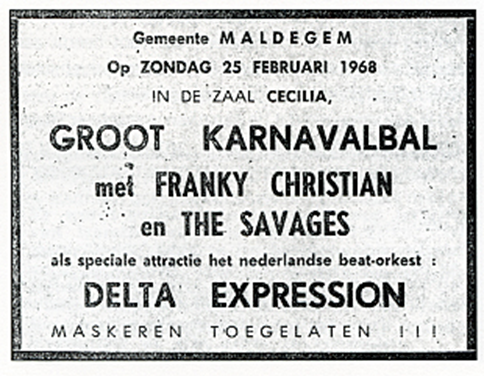 Gemeente MALDEGEM
Op ZONDAG 25 FEBRUARI 1968
IN DE ZAAL CECILIA,
GROOT KARNAVALBAL
met FRANKY CHRISTIAN
en THE SAVAGES
als speciale attractie het nederlandse beat-orkest :
DELTA EXPRESSION
MASKEREN TOEGELATEN !!!